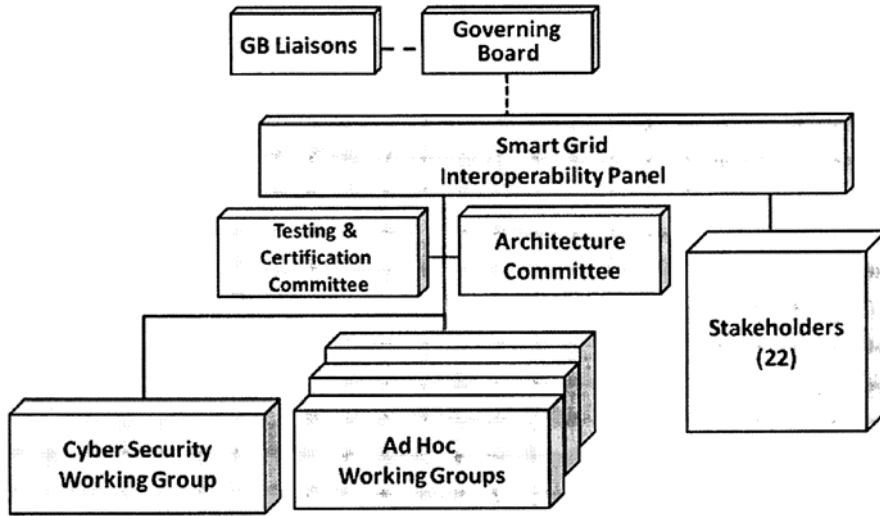 GB Liaisons
Governing
Board
Smart Grid
Interoperability Panel
Testing &
Certification
Committee
Architecture
Committee
Stakeholders
(22)
Cyber Security
Working Group
Ad Hoc
Working Groups